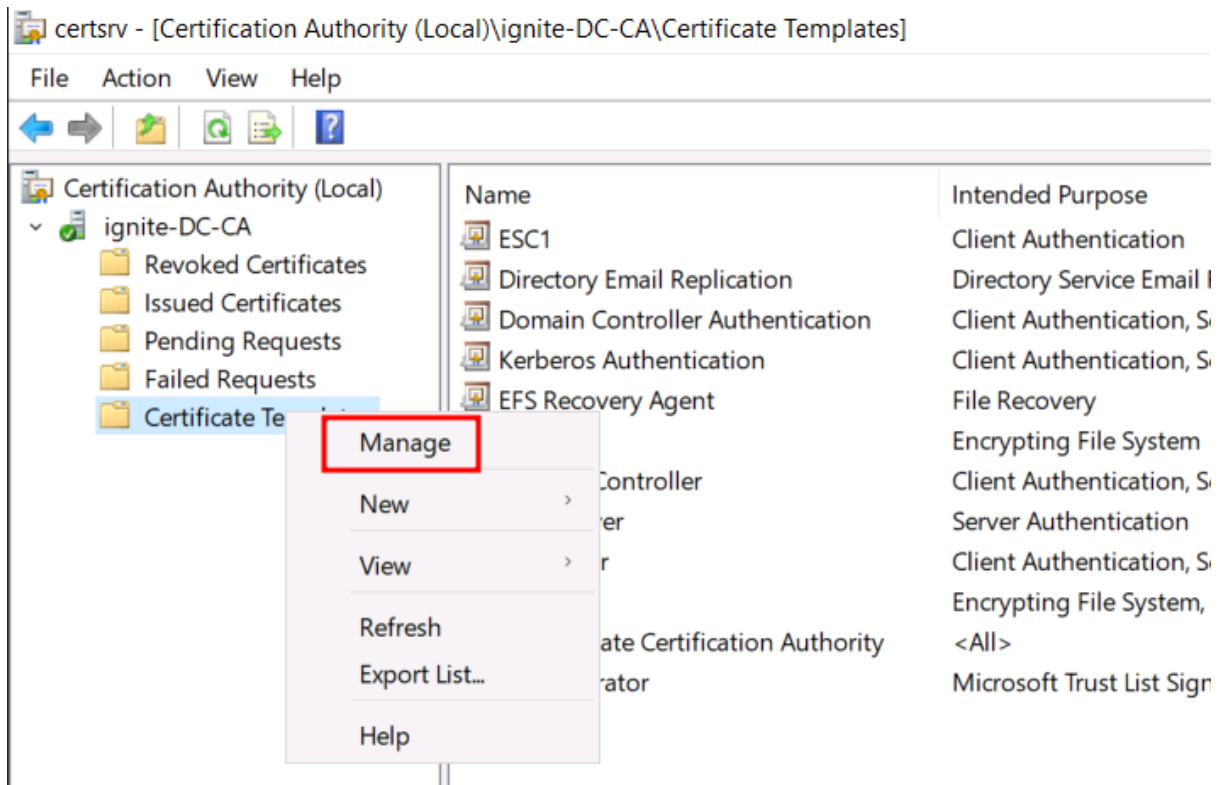 certsrv - [Certification Authority (Local)\ignite-DC-CA\Certificate Templates]
File Action View Help
Certification Authority (Local)
ignite-DC-CA
Revoked Certificates
Issued Certificates
Pending Requests
Failed Requests
Certificate Te
Manage
New
View
Refresh
Export List...
Help
Name Intended Purpose
ESC1 Client Authentication
Directory Email Replication Directory Service Email
Domain Controller Authentication Client Authentication, S
Kerberos Authentication Client Authentication, S
EFS Recovery Agent File Recovery
Encrypting File System
Controller Client Authentication, S
er Server Authentication
r Client Authentication, S
Encrypting File System,
ate Certification Authority <All>
rator Microsoft Trust List Sign